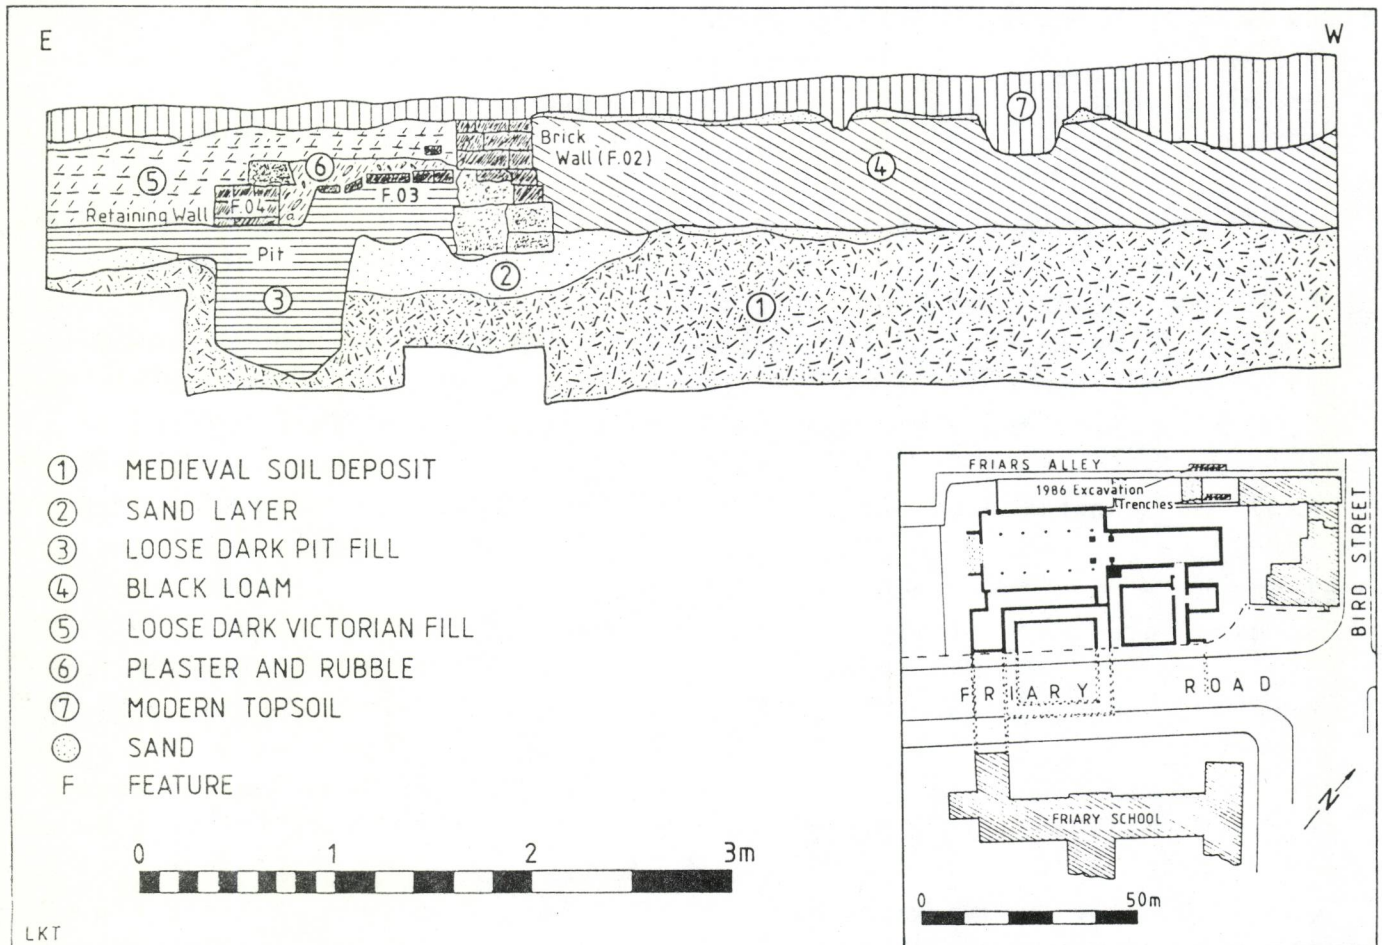 E
W
⑦
Brick
Wall (F.02)
④
⑥
⑤
F.03
F.04
Retaining Wall
Pit
②
③
①
① MEDIEVAL SOIL DEPOSIT
② SAND LAYER
③ LOOSE DARK PIT FILL
④ BLACK LOAM
⑤ LOOSE DARK VICTORIAN FILL
⑥ PLASTER AND RUBBLE
⑦ MODERN TOPSOIL
SAND
F FEATURE
0 1 2 3m
LKT
FRIARS ALLEY
1986 Excavation
Trenches
BIRD STREET
FRIARY ROAD
N
FRIARY SCHOOL
0 50m